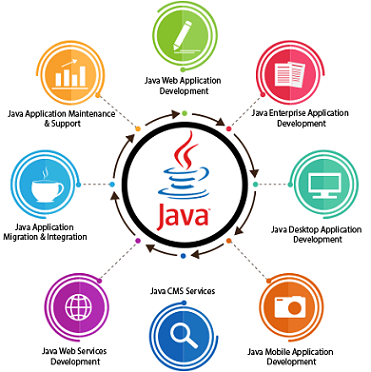 Java Web Application
Development
Java Application Maintenance
& Support
Java Enterprise Application
Development
Java
Java Application
Migration & Integration
Java Desktop Application
Development
Java CMS Services
Java Web Services
Development
Java Mobile Application
Development